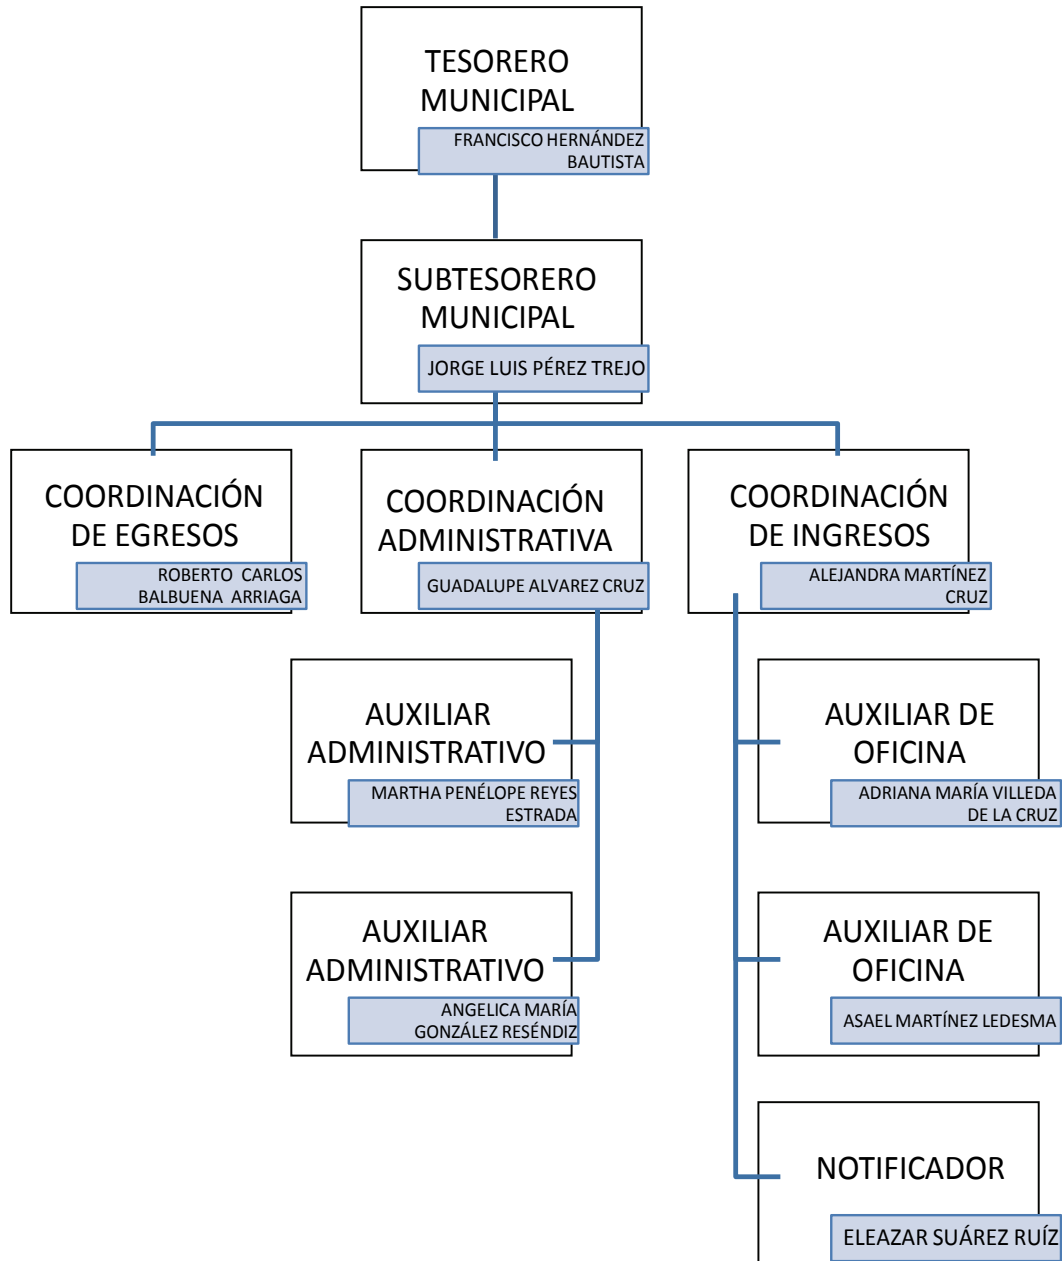 TESORERO
MUNICIPAL
FRANCISCO HERNÁNDEZ
BAUTISTA
SUBTESORERO
MUNICIPAL
JORGE LUIS PÉREZ TREJO
COORDINACIÓN
DE EGRESOS
ROBERTO CARLOS
BALBUENA ARRIAGA
COORDINACIÓN
ADMINISTRATIVA
GUADALUPE ALVAREZ CRUZ
COORDINACIÓN
DE INGRESOS
ALEJANDRA MARTÍNEZ
CRUZ
AUXILIAR
ADMINISTRATIVO
MARTHA PENÉLOPE REYES
ESTRADA
AUXILIAR DE
OFICINA
ADRIANA MARÍA VILLEDA
DE LA CRUZ
AUXILIAR
ADMINISTRATIVO
ANGELICA MARÍA
GONZÁLEZ RESÉNDIZ
AUXILIAR DE
OFICINA
ASAEL MARTÍNEZ LEDESMA
NOTIFICADOR
ELEAZAR SUÁREZ RUÍZ